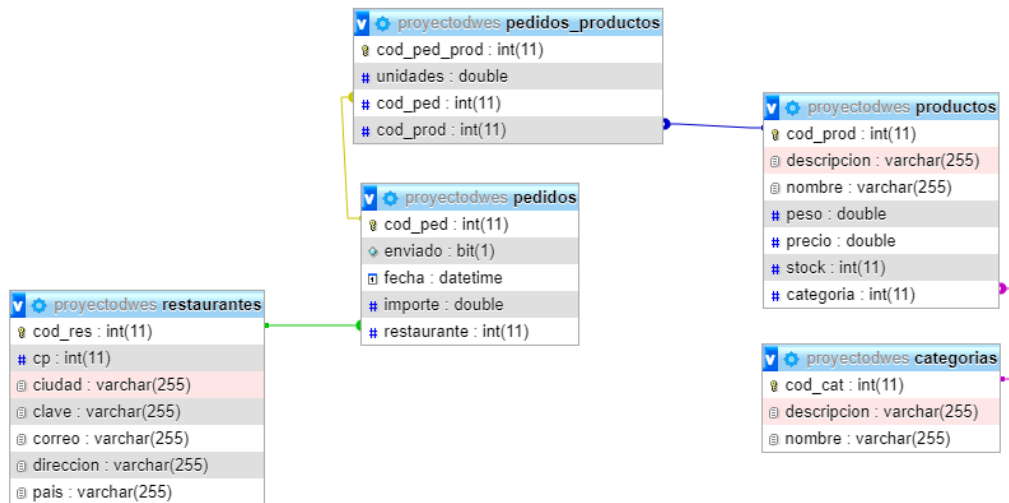 proyectodwes pedidos_productos
cod_ped_prod : int(11)
# unidades : double
# cod_ped : int(11)
# cod_prod : int(11)
proyectodwes productos
cod_prod : int(11)
descripcion : varchar(255)
nombre : varchar(255)
# peso : double
# precio : double
# stock : int(11)
# categoria : int(11)
proyectodwes pedidos
cod_ped : int(11)
enviado : bit(1)
fecha : datetime
# importe : double
# restaurante : int(11)
proyectodwes restaurantes
cod_res : int(11)
# cp : int(11)
ciudad : varchar(255)
clave : varchar(255)
correo : varchar(255)
direccion : varchar(255)
pais : varchar(255)
proyectodwes categorias
cod_cat : int(11)
descripcion : varchar(255)
nombre : varchar(255)